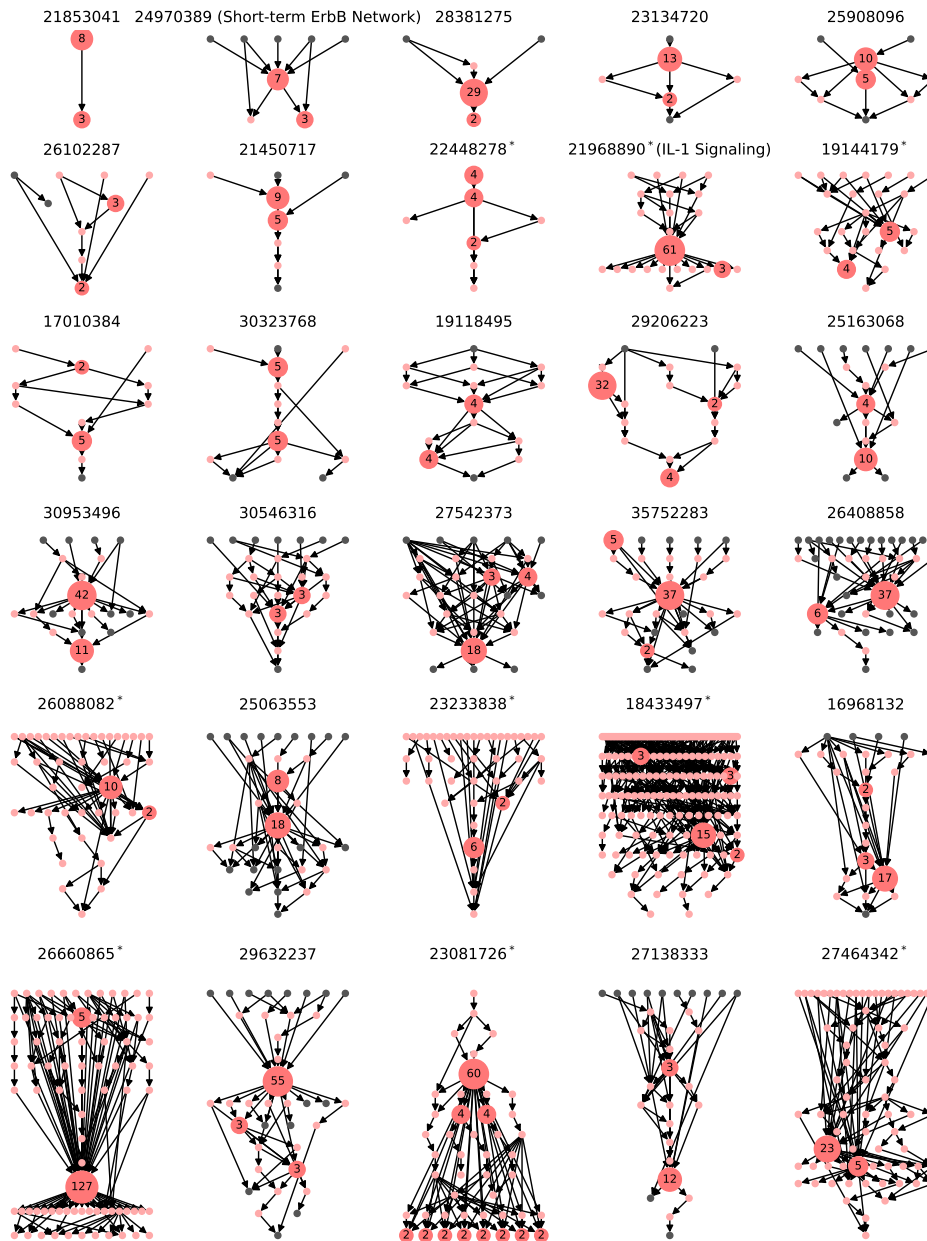 21853041 24970389 (Short-term ErbB Network) 28381275 23134720 25908096
8 7 29 13 10
3 3 2 2 5
26102287 21450717 22448278* 21968890* (IL-1 Signaling) 19144179*
3 2 9 5 4 4 2 61 3 5 4
17010384 30323768 19118495 29206223 25163068
2 5 5 5 4 4 32 2 4 4 10
30953496 30546316 27542373 35752283 26408858
42 11 3 3 3 4 18 5 37 2 37 6
26088082* 25063553 23233838* 18433497* 16968132
10 2 8 18 2 6 3 3 15 2 2 3 17
26660865* 29632237 23081726* 27138333 27464342*
5 127 55 3 3 60 4 4 2 2 2 2 2 2 2 3 12 23 5